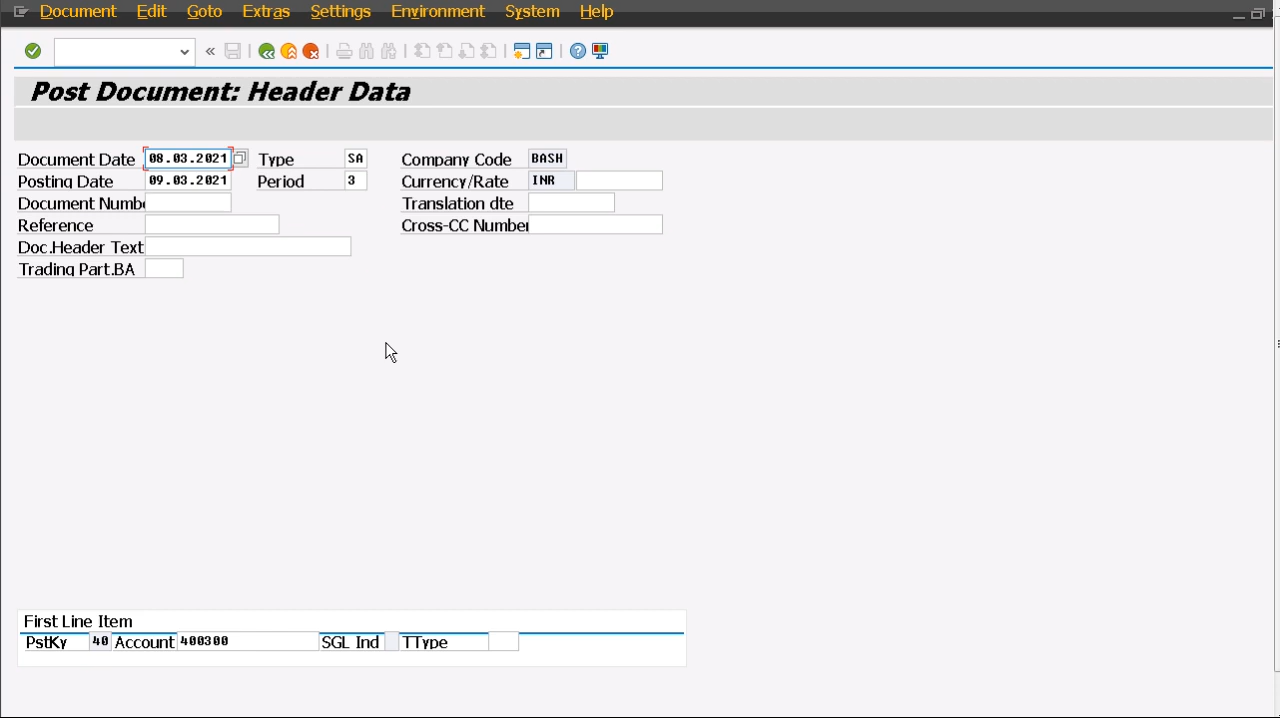 Document Edit Goto Extras Settings Environment System Help
Post Document: Header Data
Document Date 08.03.2021 Type SA Company Code BASH
Posting Date 09.03.2021 Period 3 Currency/Rate INR
Document Numbe Translation dte
Reference Cross-CC Number
Doc.Header Text
Trading Part.BA
First Line Item
PstKy 40 Account 400300 SGL Ind TType